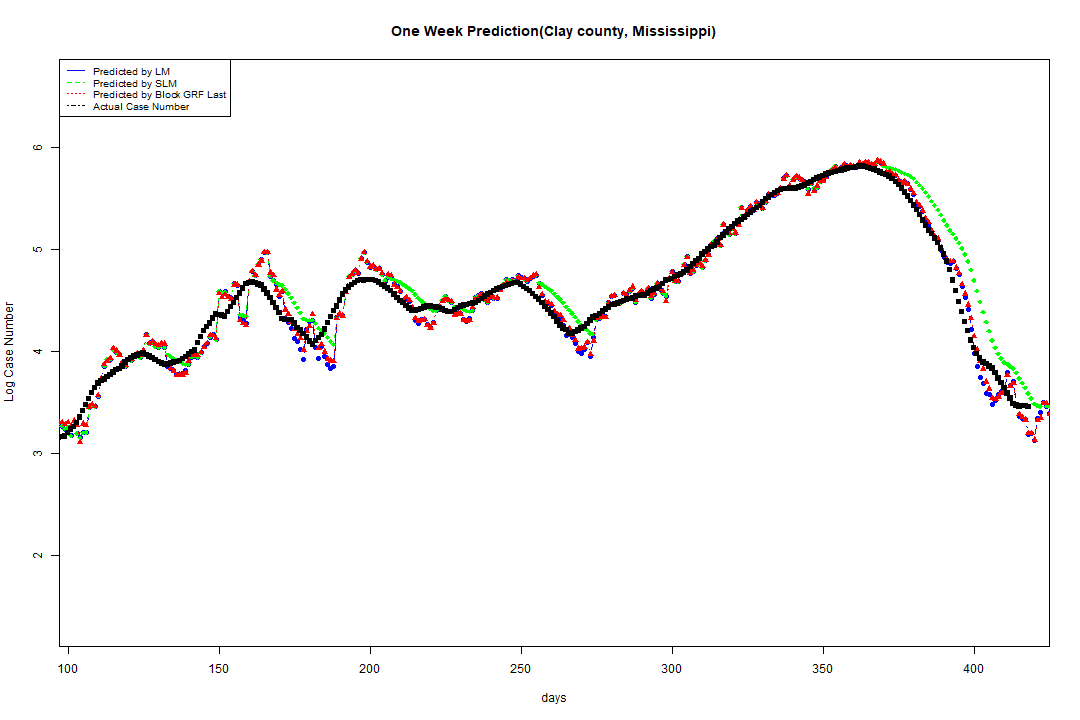 One Week Prediction(Clay county, Mississippi)
Predicted by LM
Predicted by SLM
Predicted by Block GRF Last
Actual Case Number
6
5
4
3
2
Log Case Number
100 150 200 250 300 350 400
days